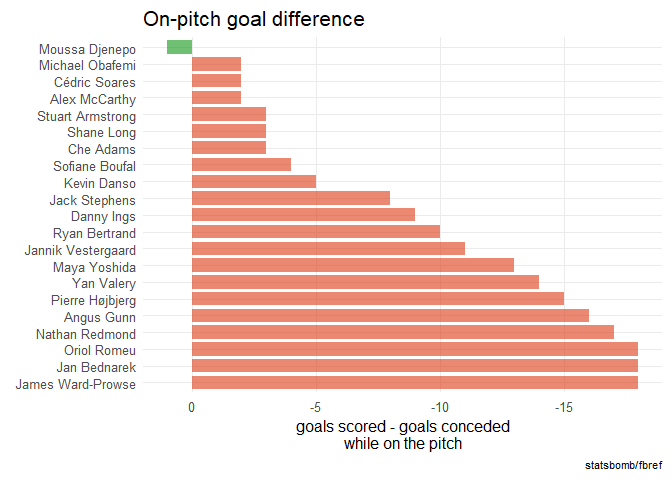 On-pitch goal difference
Moussa Djenepo
Michael Obafemi
Cédric Soares
Alex McCarthy
Stuart Armstrong
Shane Long
Che Adams
Sofiane Boufal
Kevin Danso
Jack Stephens
Danny Ings
Ryan Bertrand
Jannik Vestergaard
Maya Yoshida
Yan Valery
Pierre Højbjerg
Angus Gunn
Nathan Redmond
Oriol Romeu
Jan Bednarek
James Ward-Prowse
0 -5 -10 -15
goals scored - goals conceded
while on the pitch
statsbomb/fbref